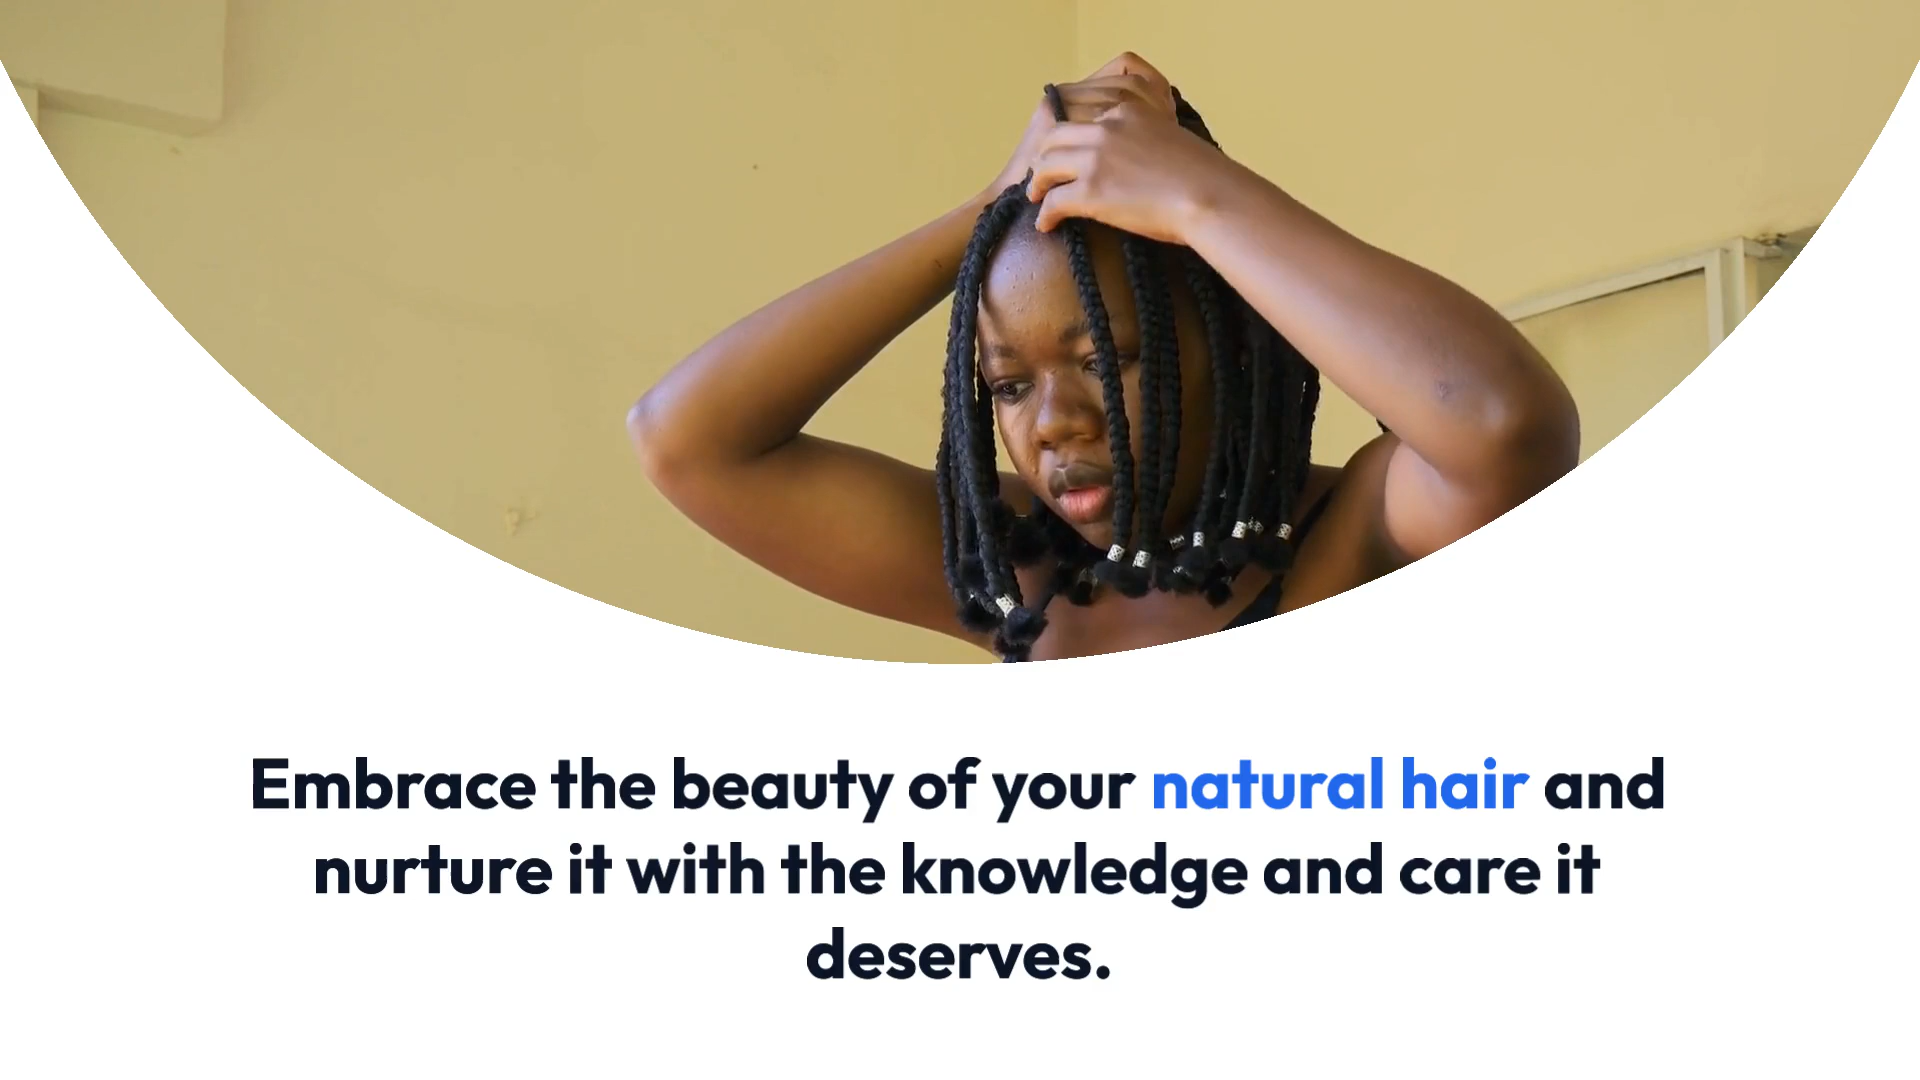 Embrace the beauty of your natural hair and
nurture it with the knowledge and care it
deserves.